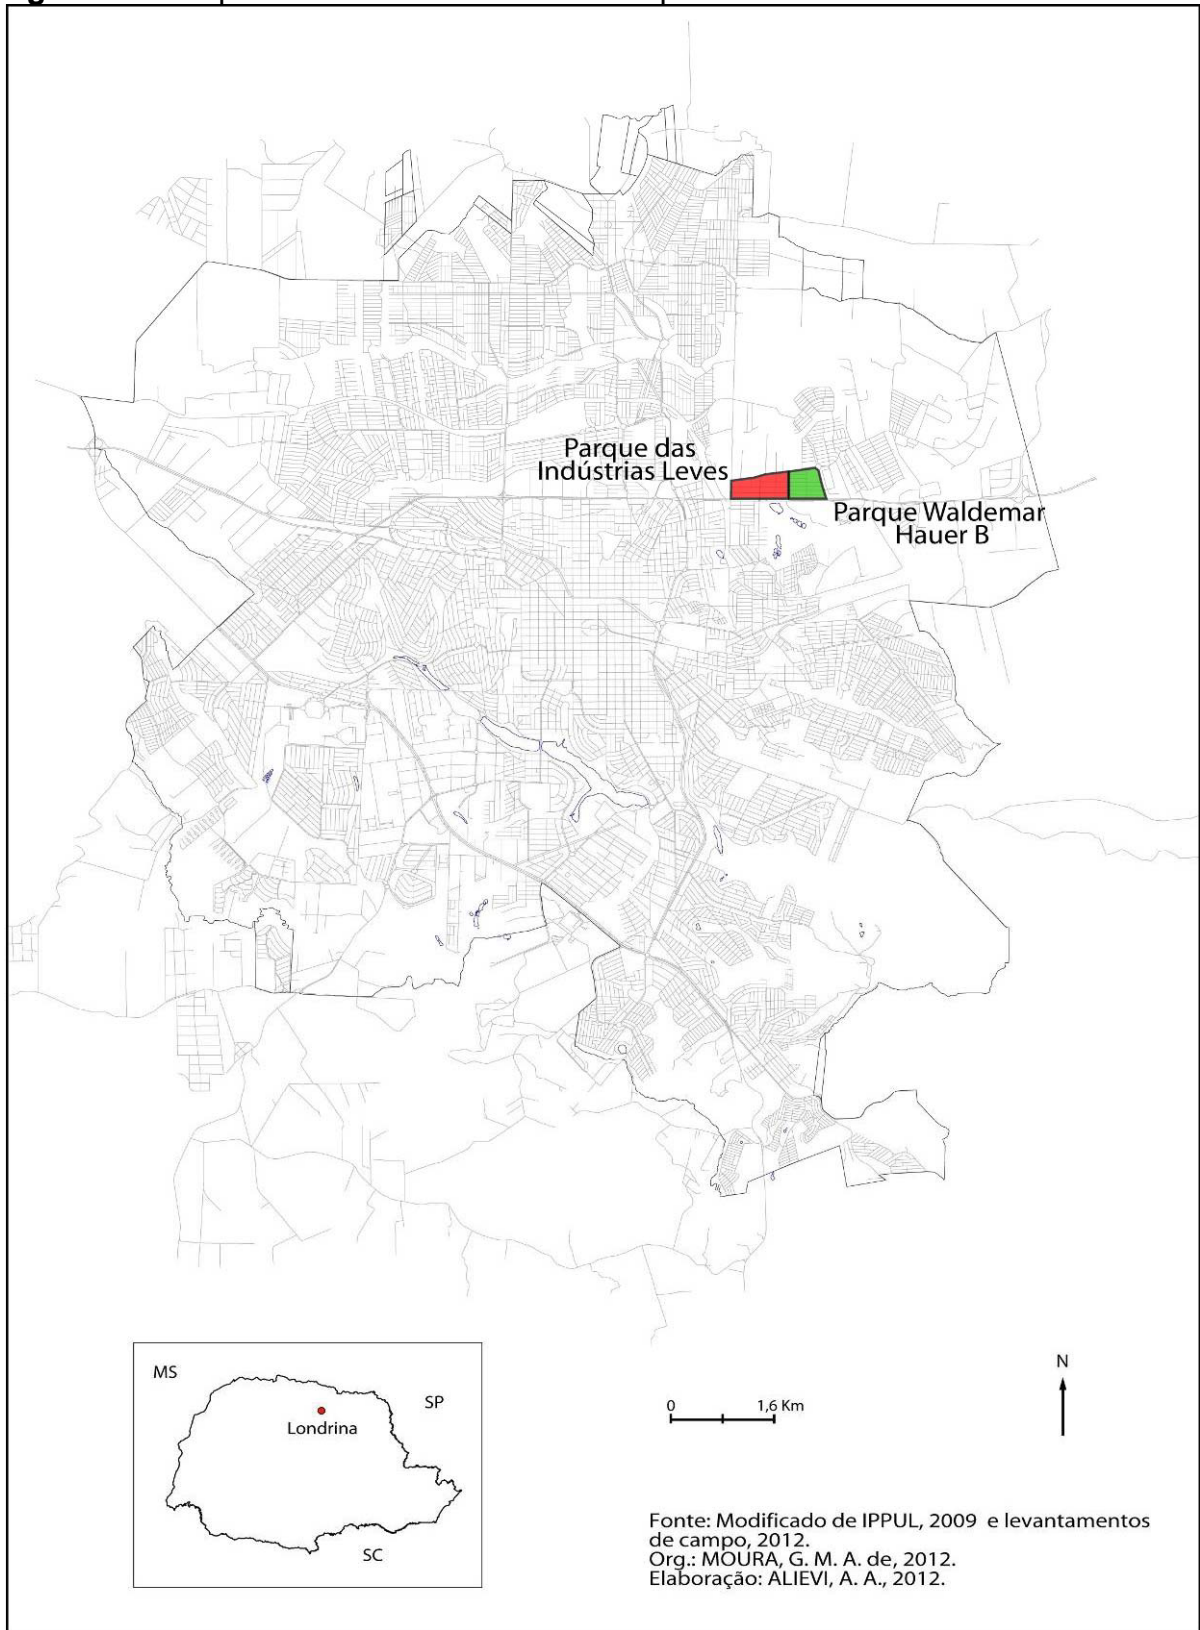 Parque das
Indústrias Leves
Parque Waldemar
Hauer B
MS
SP
Londrina
SC
0 1,6 Km
N
Fonte: Modificado de IPPUL, 2009 e levantamentos
de campo, 2012.
Org.: MOURA, G. M. A. de, 2012.
Elaboração: ALIEVI, A. A., 2012.